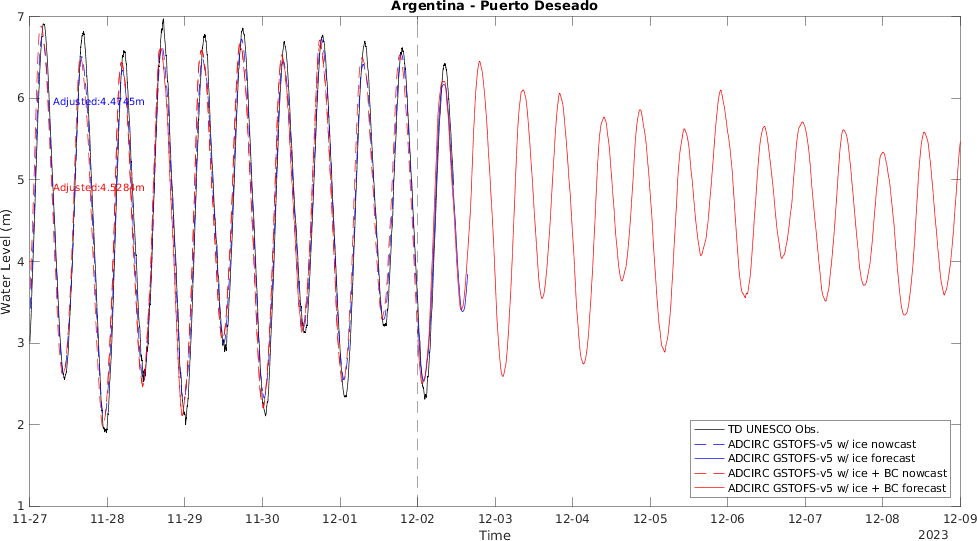 Argentina - Puerto Deseado
Water Level (m)
7
6
5
4
3
2
1
Adjusted:4.4745m
Adjusted:4.5284m
TD UNESCO Obs.
ADCIRC GSTOFS-v5 w/ ice nowcast
ADCIRC GSTOFS-v5 w/ ice forecast
ADCIRC GSTOFS-v5 w/ ice + BC nowcast
ADCIRC GSTOFS-v5 w/ ice + BC forecast
11-27 11-28 11-29 11-30 12-01 12-02 12-03 12-04 12-05 12-06 12-07 12-08 12-09
Time
2023